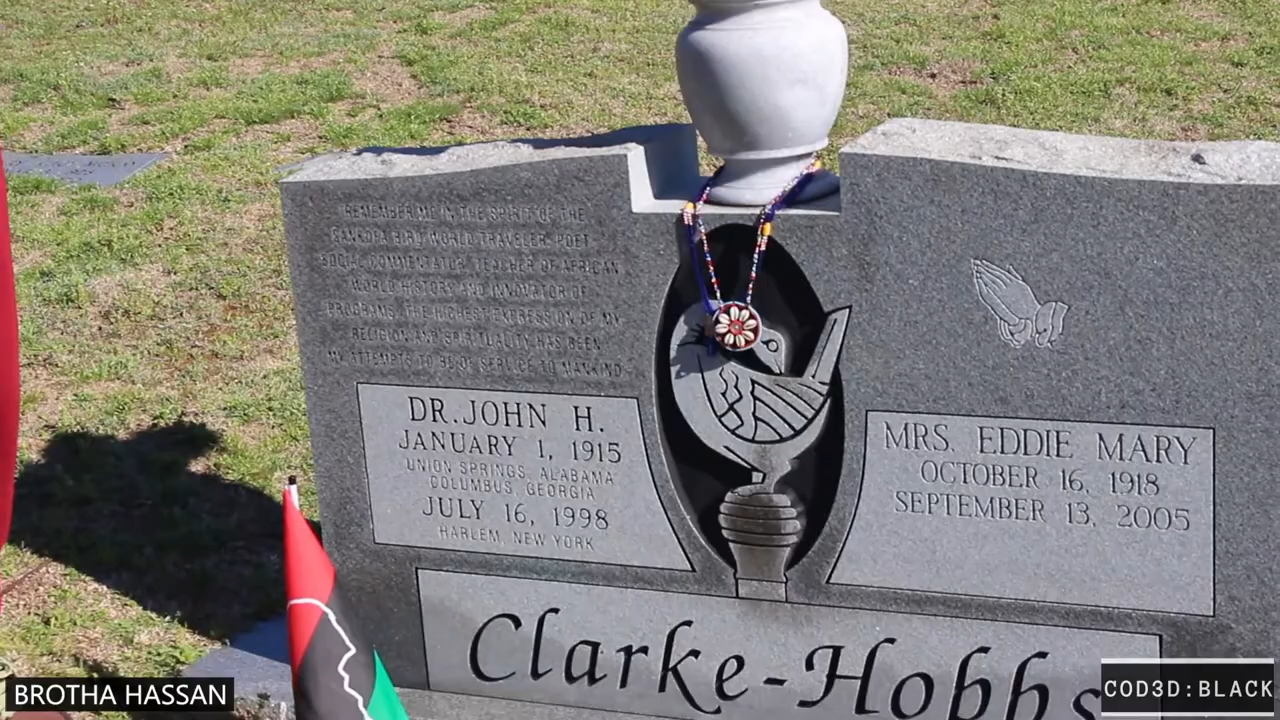 REMEMBER ME IN THE SPIRIT OF THE
SANKOFA BIRD WORLD TRAVELER, POET
SOCIAL COMMENTATOR, TEACHER OF AFRICAN
WORLD HISTORY AND INNOVATOR OF
PROGRAMS. THE HIGHEST EXPRESSION OF MY
RELIGION AND SPIRITUALITY HAS BEEN
MY ATTEMPTS TO BE OF SERVICE TO MANKIND
DR. JOHN H.
JANUARY 1, 1915
UNION SPRINGS, ALABAMA
COLUMBUS, GEORGIA
JULY 16, 1998
HARLEM, NEW YORK
MRS. EDDIE MARY
OCTOBER 16, 1918
SEPTEMBER 13, 2005
Clarke-Hobbs
BROTHA HASSAN
COD3D:BLACK